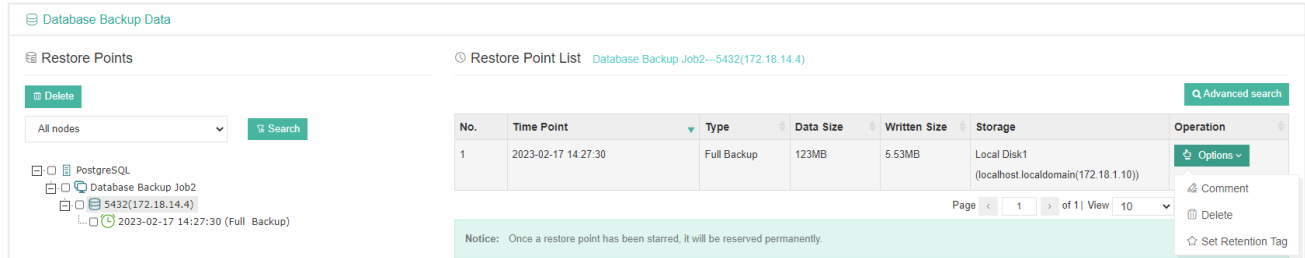 Database Backup Data
Restore Points
Delete
All nodes
Search
PostgreSQL
Database Backup Job2
5432(172.18.14.4)
2023-02-17 14:27:30 (Full Backup)
Restore Point List Database Backup Job2---5432(172.18.14.4)
Advanced search
No. Time Point Type Data Size Written Size Storage Operation
1 2023-02-17 14:27:30 Full Backup 123MB 5.53MB Local Disk1 Options
(localhost.localdomain(172.18.1.10))
Comment
Delete
Set Retention Tag
Page < 1 > of 1| View 10
Notice: Once a restore point has been starred, it will be reserved permanently.